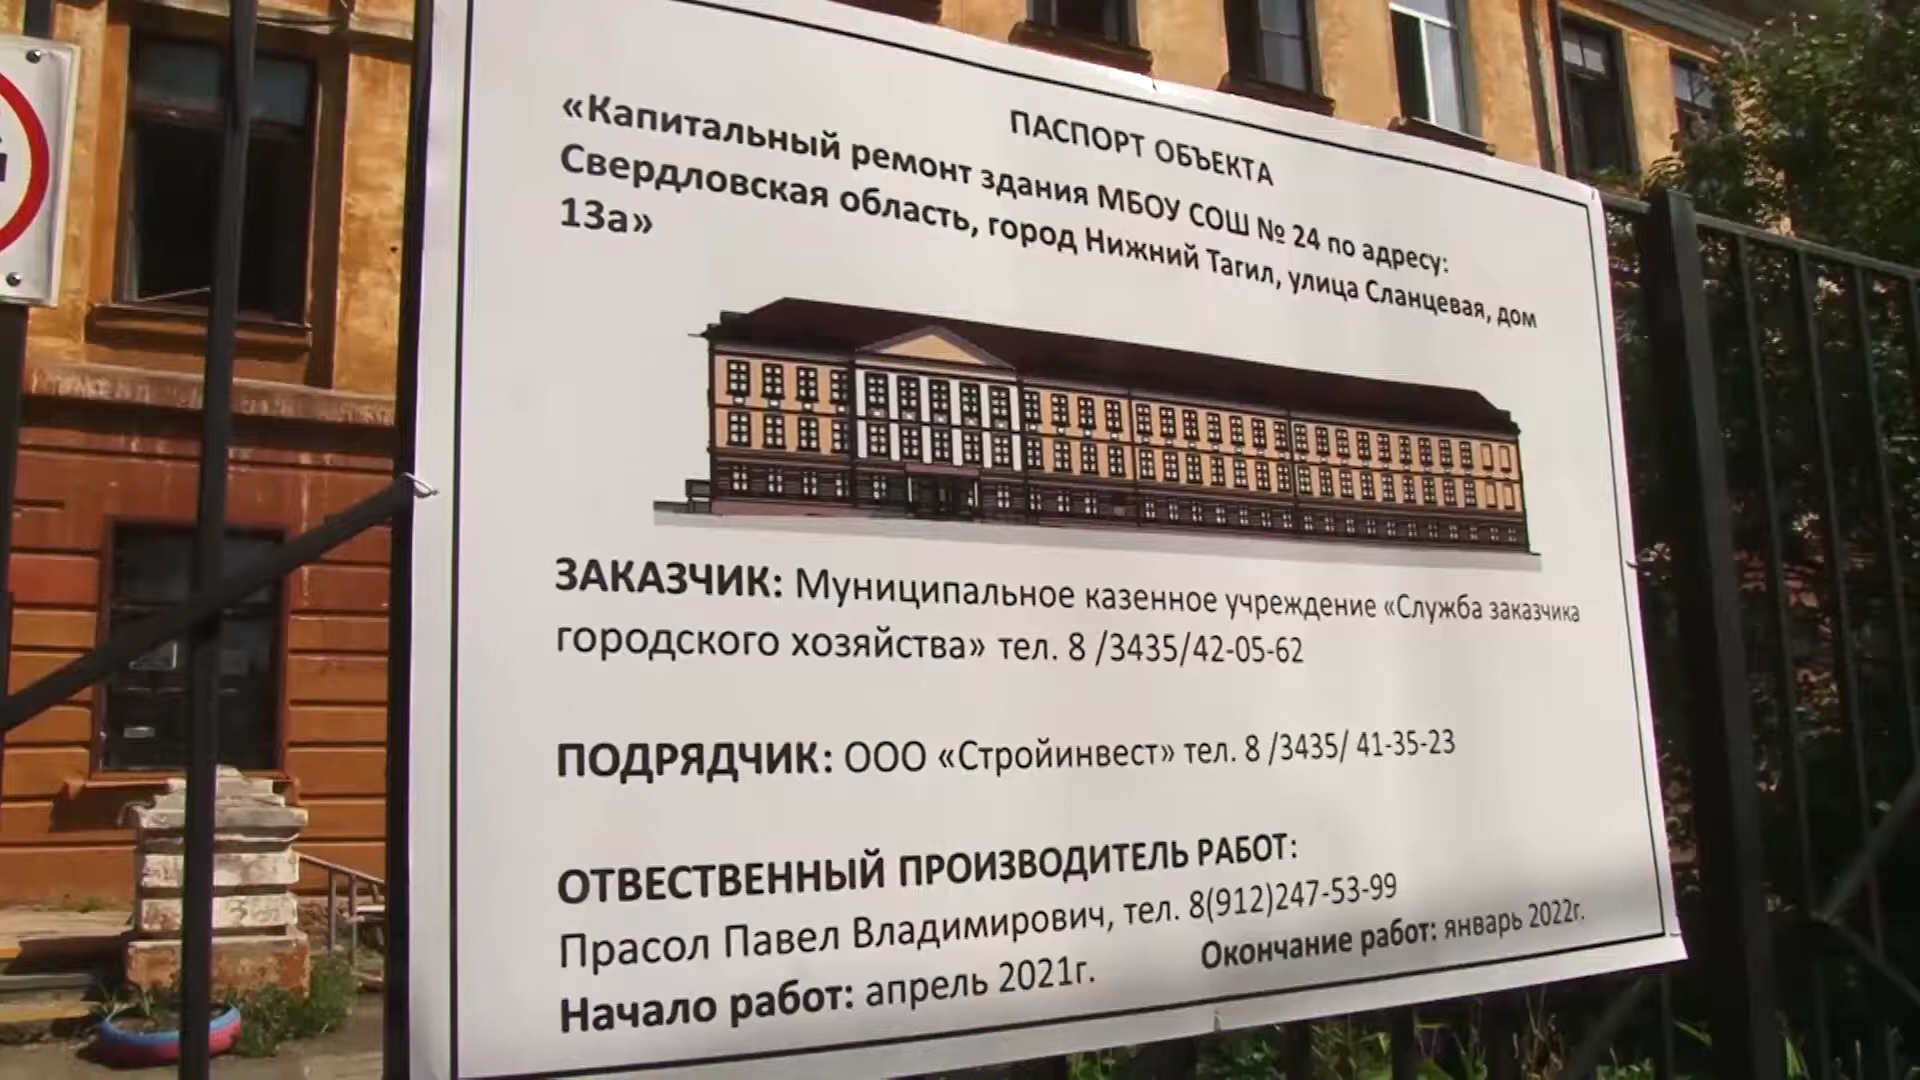 ПАСПОРТ ОБЪЕКТА
«Капитальный ремонт здания МБОУ СОШ № 24 по адресу:
Свердловская область, город Нижний Тагил, улица Сланцевая, дом
13а»
ЗАКАЗЧИК: Муниципальное казенное учреждение «Служба заказчика
городского хозяйства» тел. 8 /3435/42-05-62
ПОДРЯДЧИК: ООО «Стройинвест» тел. 8 /3435/ 41-35-23
ОТВЕСТВЕННЫЙ ПРОИЗВОДИТЕЛЬ РАБОТ:
Прасол Павел Владимирович, тел. 8(912)247-53-99
Начало работ: апрель 2021г. Окончание работ: январь 2022г.